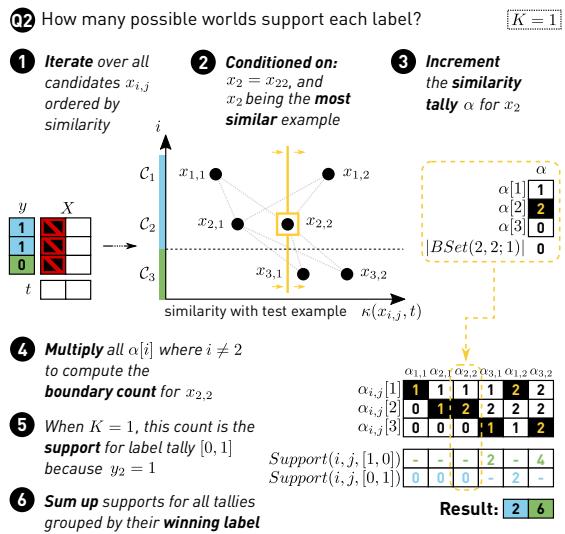 Q2 How many possible worlds support each label?
K = 1
1 Iterate over all
candidates x_{i,j}
ordered by
similarity
2 Conditioned on:
x_2 = x_{22}, and
x_2 being the most
similar example
3 Increment
the similarity
tally α for x_2
i
C_1
C_2
C_3
x_{1,1}
x_{1,2}
x_{2,1}
x_{2,2}
x_{3,1}
x_{3,2}
similarity with test example κ(x_{i,j}, t)
y X
1
1
0
t
α
α[1] 1
α[2] 2
α[3] 0
|BSet(2, 2; 1)| 0
4 Multiply all α[i] where i ≠ 2
to compute the
boundary count for x_{2,2}
5 When K = 1, this count is the
support for label tally [0, 1]
because y_2 = 1
6 Sum up supports for all tallies
grouped by their winning label
α_{1,1} α_{2,1} α_{2,2} α_{3,1} α_{1,2} α_{3,2}
α_{i,j}[1] 1 1 1 1 2 2
α_{i,j}[2] 0 1 2 2 2 2
α_{i,j}[3] 0 0 0 1 1 2
Support(i, j, [1, 0]) - - - 2 - 4
Support(i, j, [0, 1]) 0 0 0 - 2 -
Result: 2 6